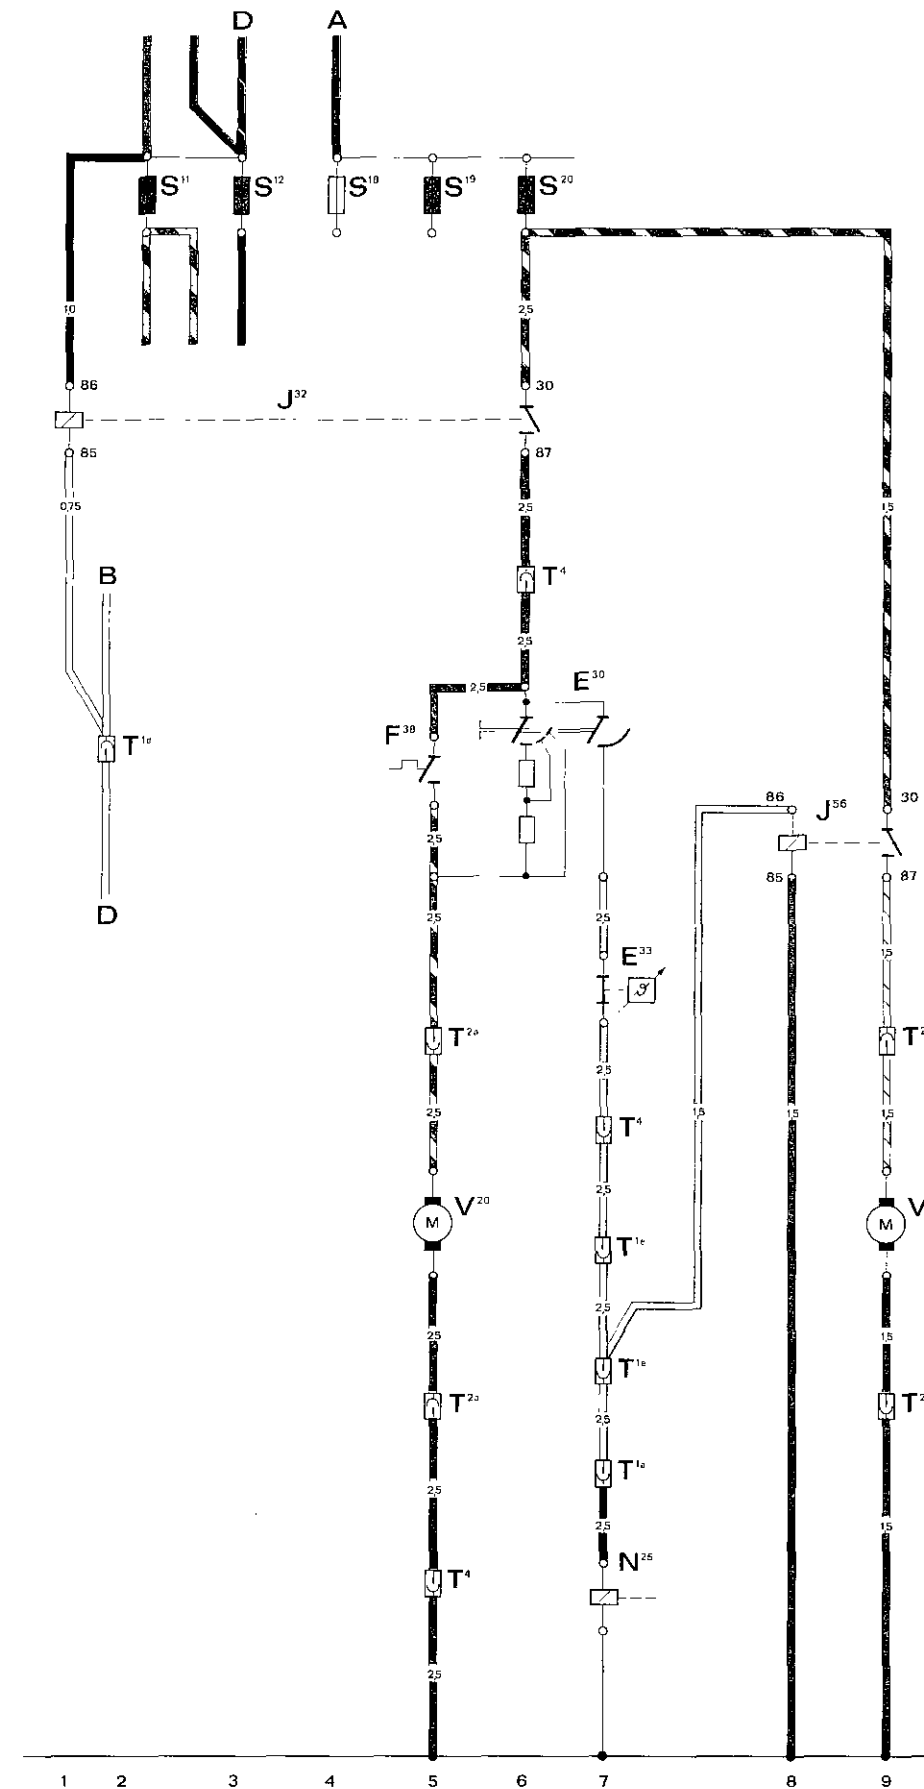 D A
S11 S12 S18 S19 S20
1,0 2,5
86 30
J32
85 87
0,75 2,5 1,5
B T4
2,5
2,5 E30
F38
T1d
86 J56 30
2,5
85 87
D 2,5 2,5
E33 1,5
ϑ
T2a T2
2,5
2,5 1,5 1,5 1,5
T4
2,5
V20 V
M T1e M
2,5
2,5 1,5
T1e
T2a T2
2,5
T1a
2,5
2,5 1,5
N25
T4
2,5
1 2 3 4 5 6 7 8 9